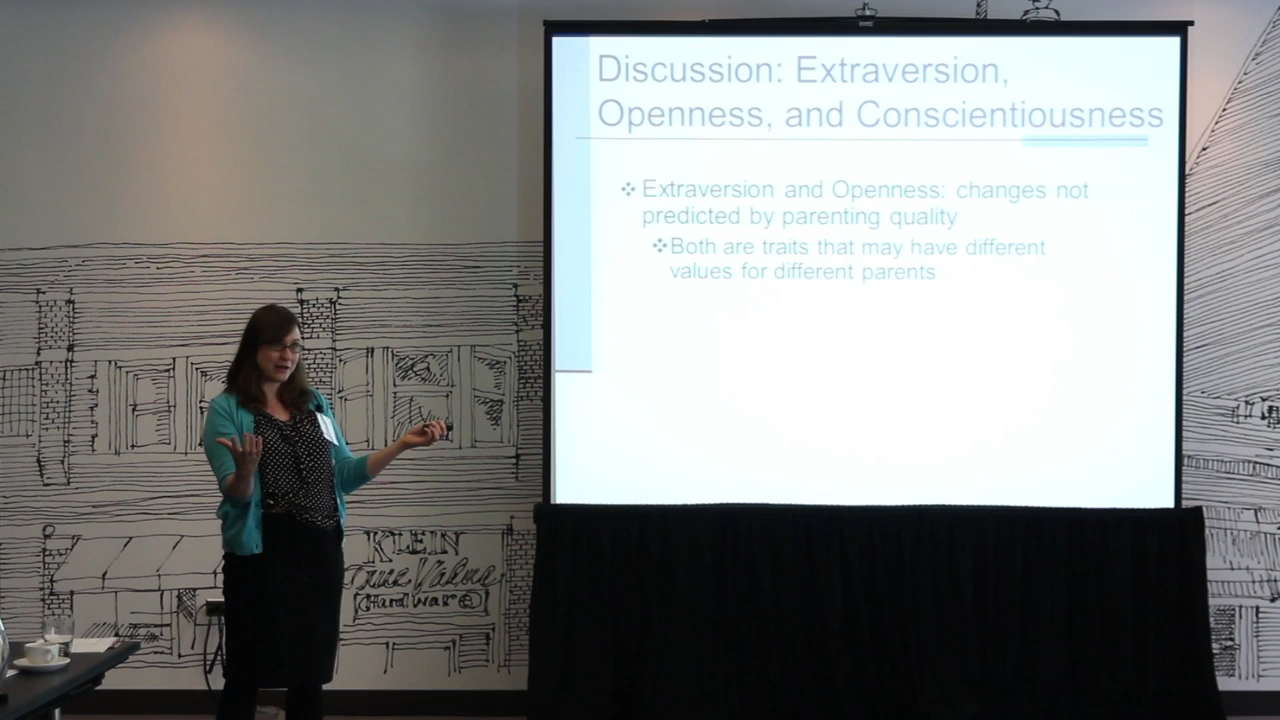 Discussion: Extraversion,
Openness, and Conscientiousness
Extraversion and Openness: changes not
predicted by parenting quality
Both are traits that may have different
values for different parents
KLEIN
True Value
Hardware